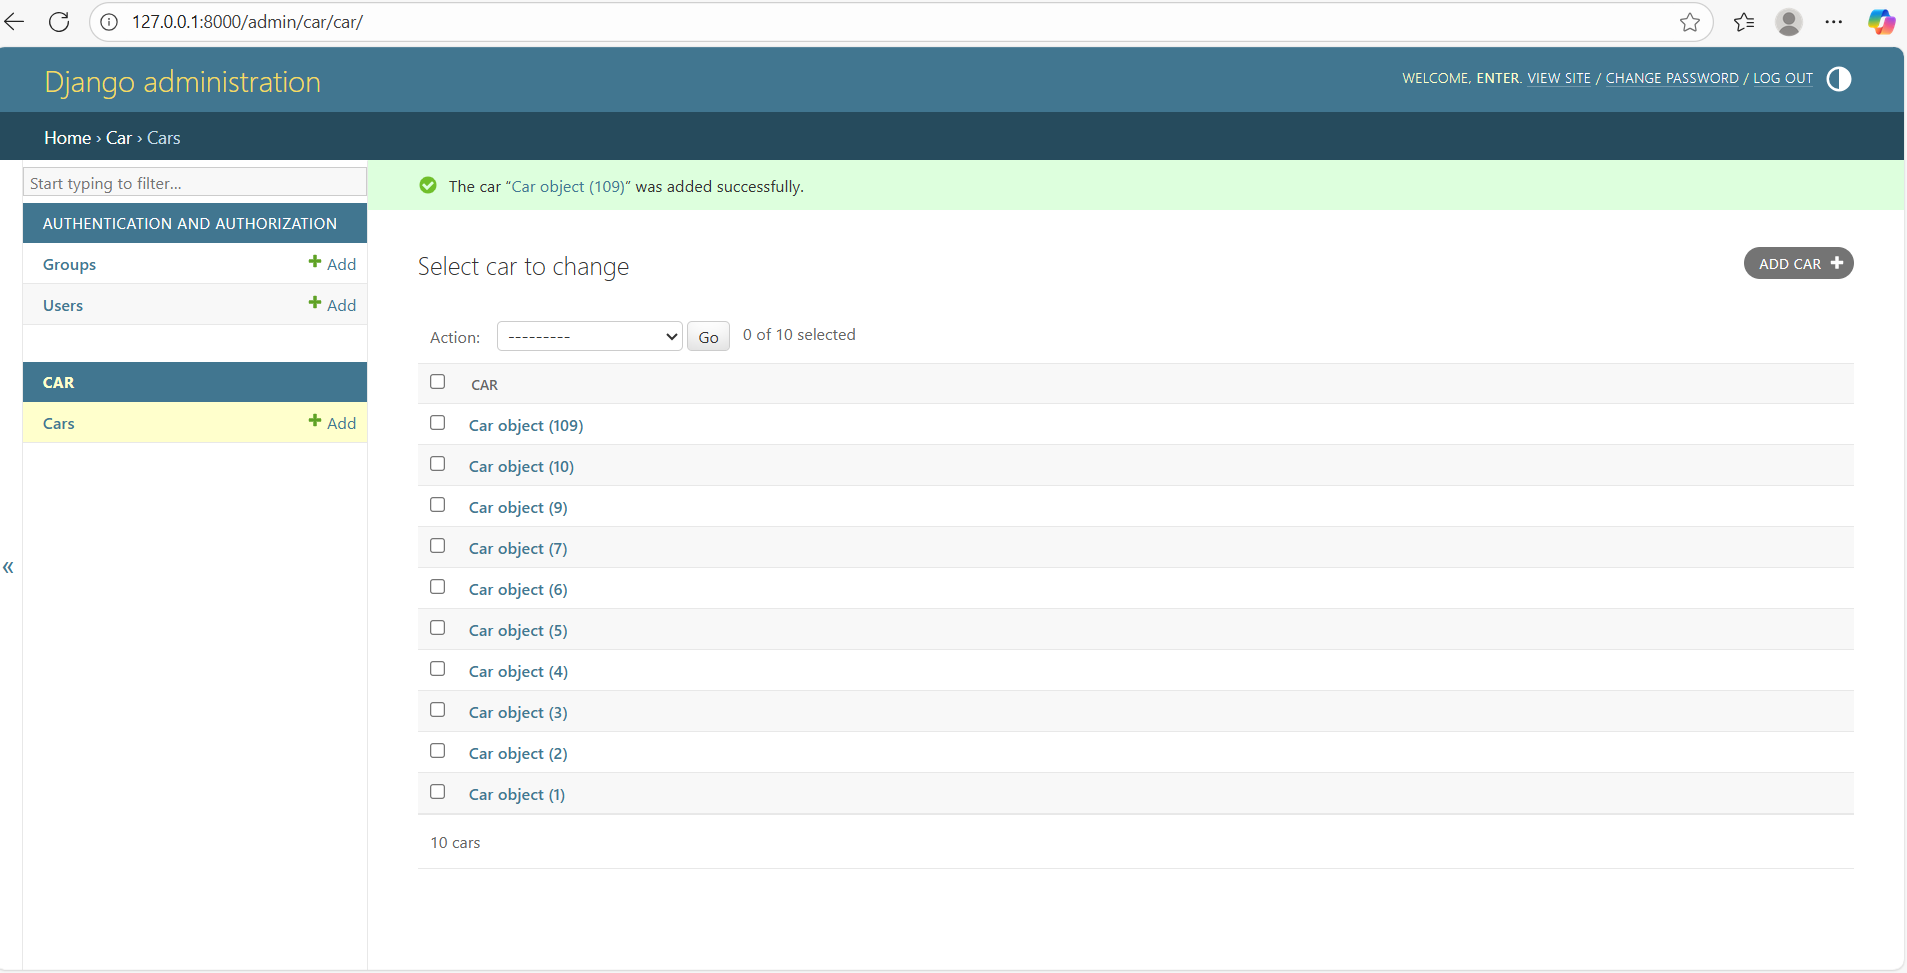 127.0.0.1:8000/admin/car/car/
Django administration
WELCOME, ENTER. VIEW SITE / CHANGE PASSWORD / LOG OUT
Home › Car › Cars
Start typing to filter...
The car “Car object (109)” was added successfully.
AUTHENTICATION AND AUTHORIZATION
Groups
Add
Users
Add
CAR
Cars
Add
«
Select car to change
ADD CAR
Action:
---------
Go
0 of 10 selected
CAR
Car object (109)
Car object (10)
Car object (9)
Car object (7)
Car object (6)
Car object (5)
Car object (4)
Car object (3)
Car object (2)
Car object (1)
10 cars